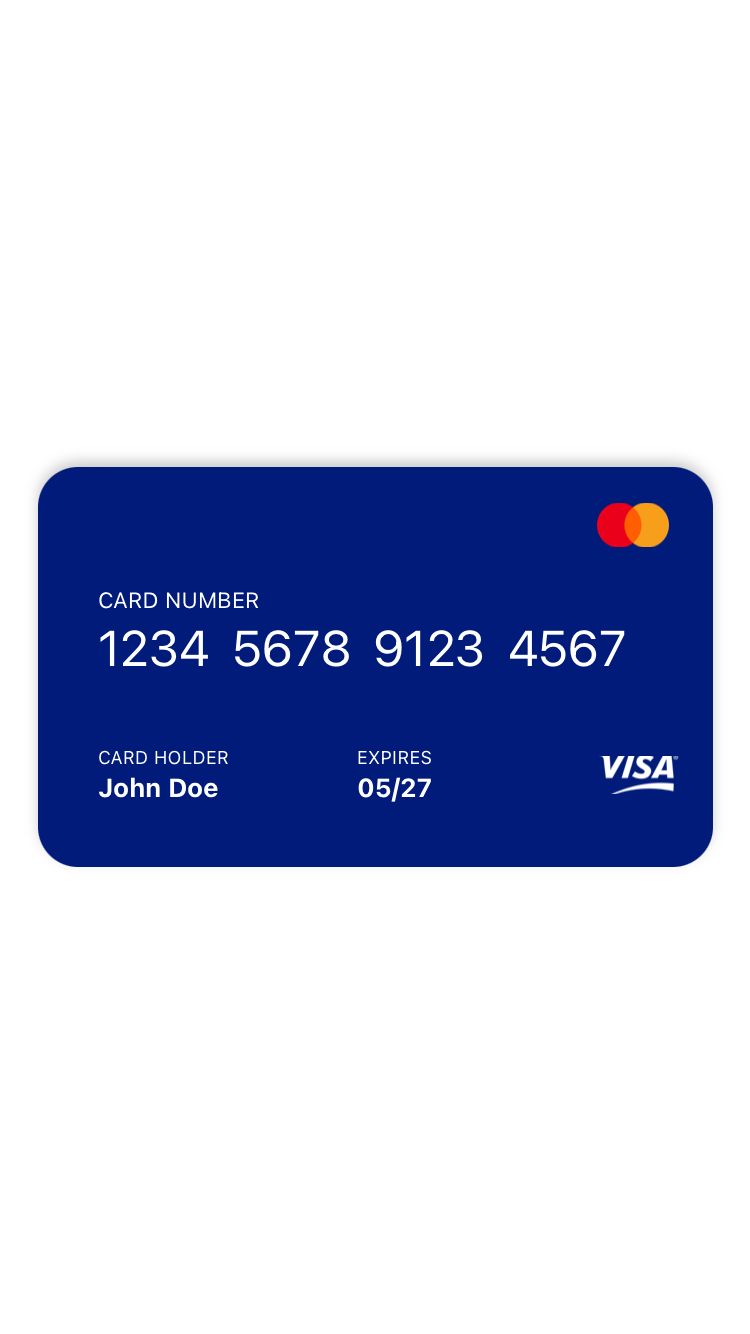 CARD NUMBER
1234 5678 9123 4567
CARD HOLDER
John Doe
EXPIRES
05/27
VISA